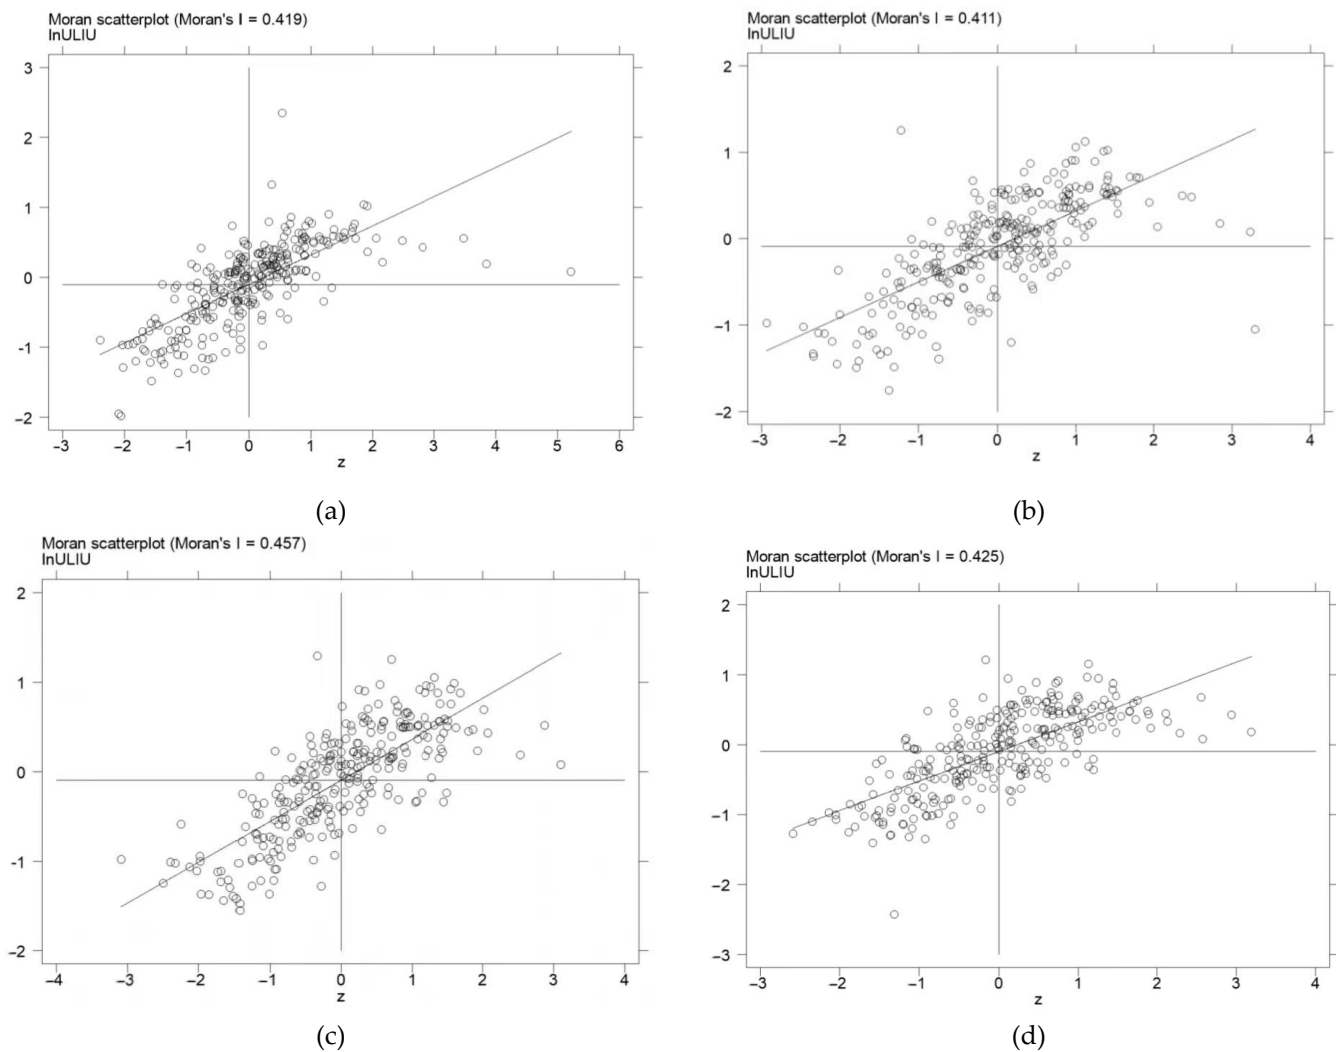 Moran scatterplot (Moran's I = 0.419)
lnULIU
3
2
1
0
−1
−2
−3 −2 −1 0 1 2 3 4 5 6
z
(a)
Moran scatterplot (Moran's I = 0.411)
lnULIU
2
1
0
−1
−2
−3 −2 −1 0 1 2 3 4
z
(b)
Moran scatterplot (Moran's I = 0.457)
lnULIU
2
1
0
−1
−2
−4 −3 −2 −1 0 1 2 3 4
z
(c)
Moran scatterplot (Moran's I = 0.425)
lnULIU
2
1
0
−1
−2
−3
−3 −2 −1 0 1 2 3 4
z
(d)